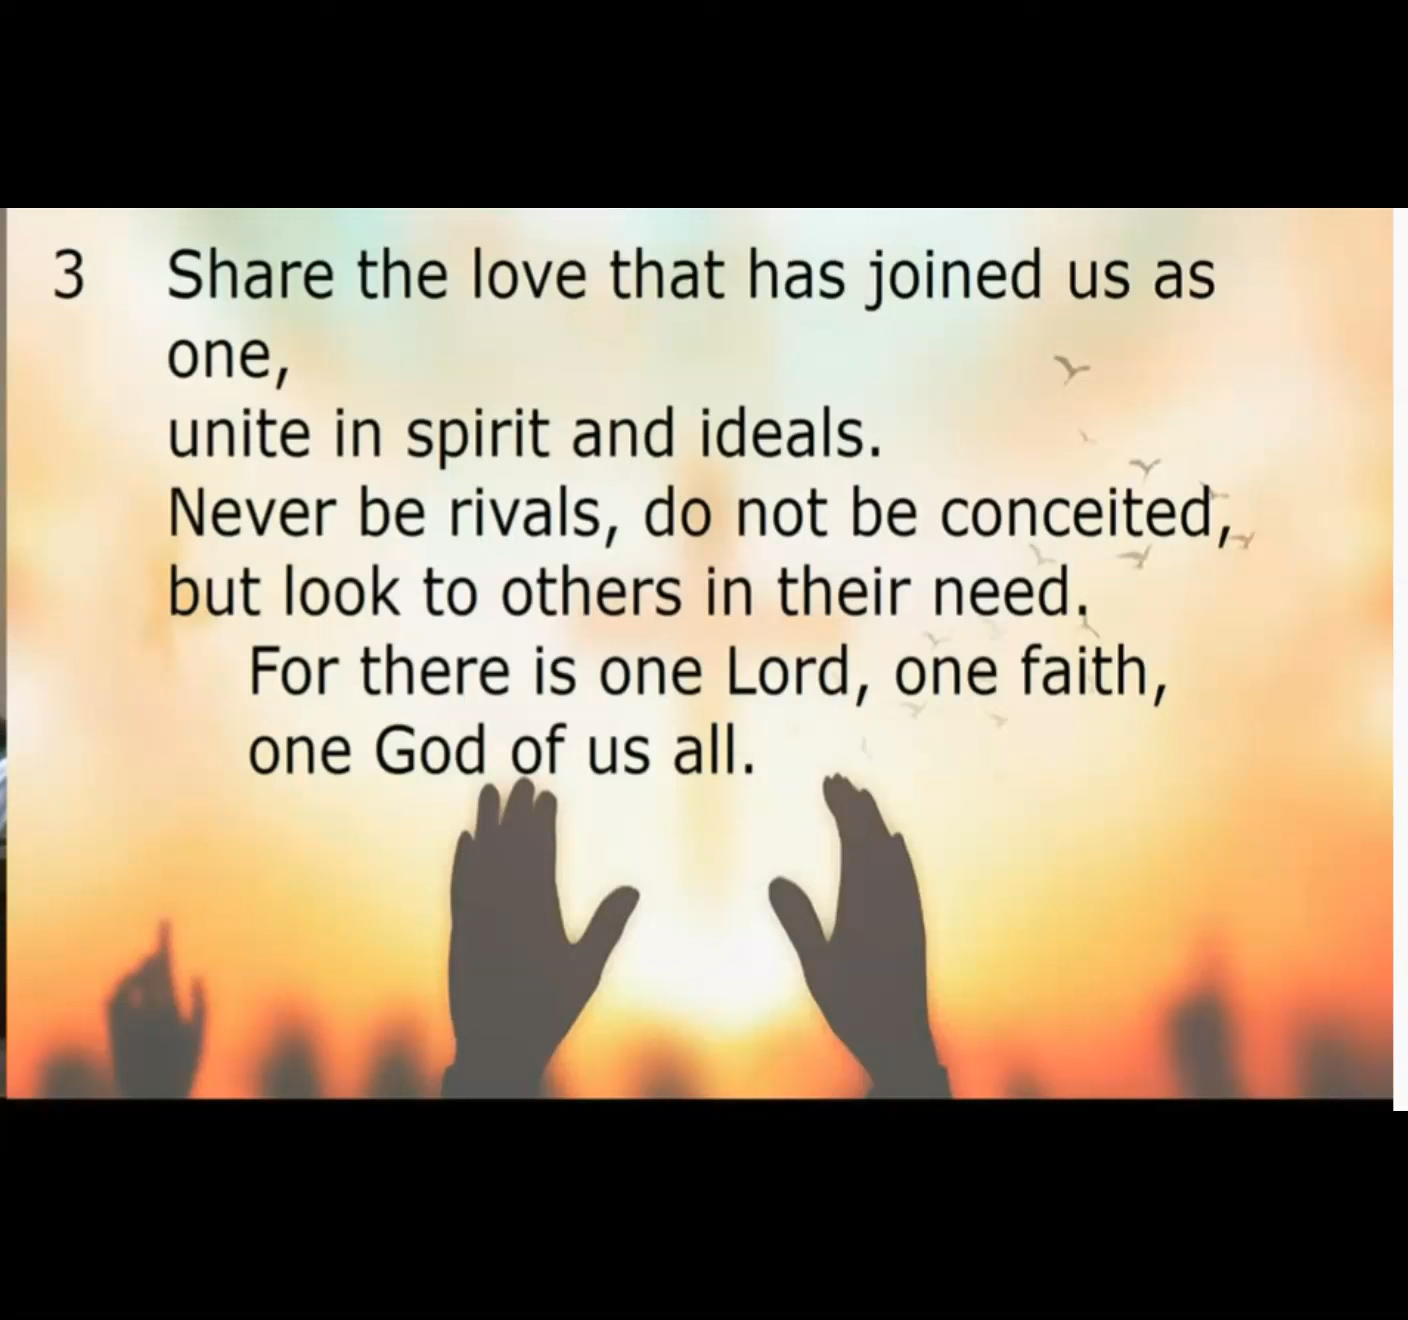 3 Share the love that has joined us as
one,
unite in spirit and ideals.
Never be rivals, do not be conceited,
but look to others in their need.
For there is one Lord, one faith,
one God of us all.